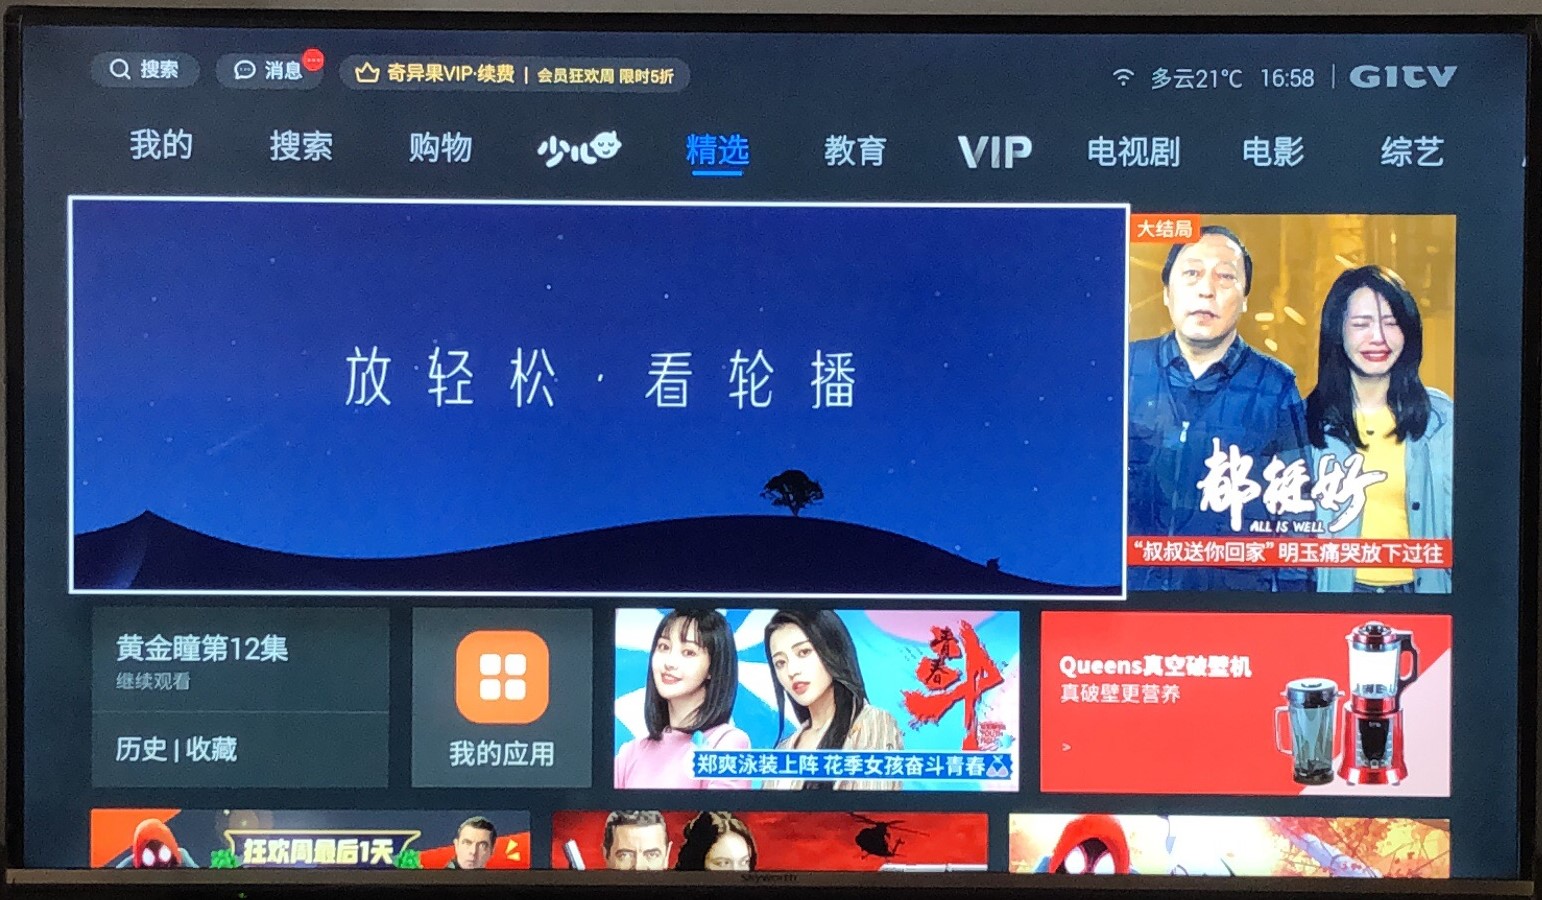 搜索
消息
奇异果VIP·续费 | 会员狂欢周 限时5折
多云21℃ 16:58 | GITV
我的
搜索
购物
少儿
精选
教育
VIP
电视剧
电影
综艺
放轻松·看轮播
大结局
都挺好
ALL IS WELL
“叔叔送你回家”明玉痛哭放下过往
黄金瞳第12集
继续观看
历史 | 收藏
我的应用
青春斗
郑爽泳装上阵 花季女孩奋斗青春
Queens真空破壁机
真破壁更营养
>
狂欢周最后1天
Skyworth